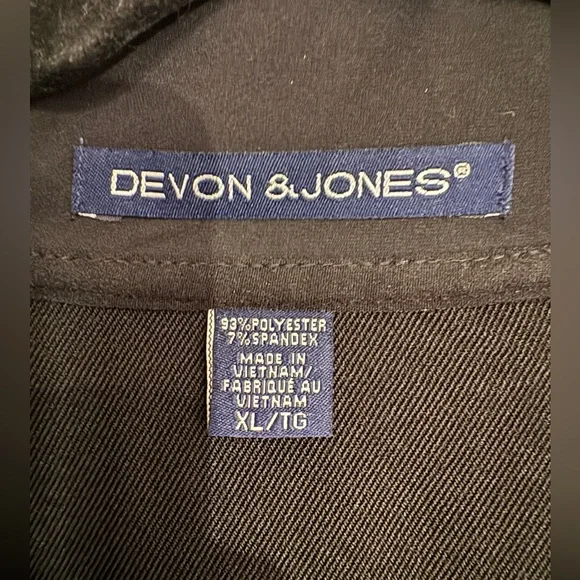 DEVON & JONES®
93% POLYESTER
7% SPANDEX
MADE IN
VIETNAM/
FABRIQUÉ AU
VIETNAM
XL/TG